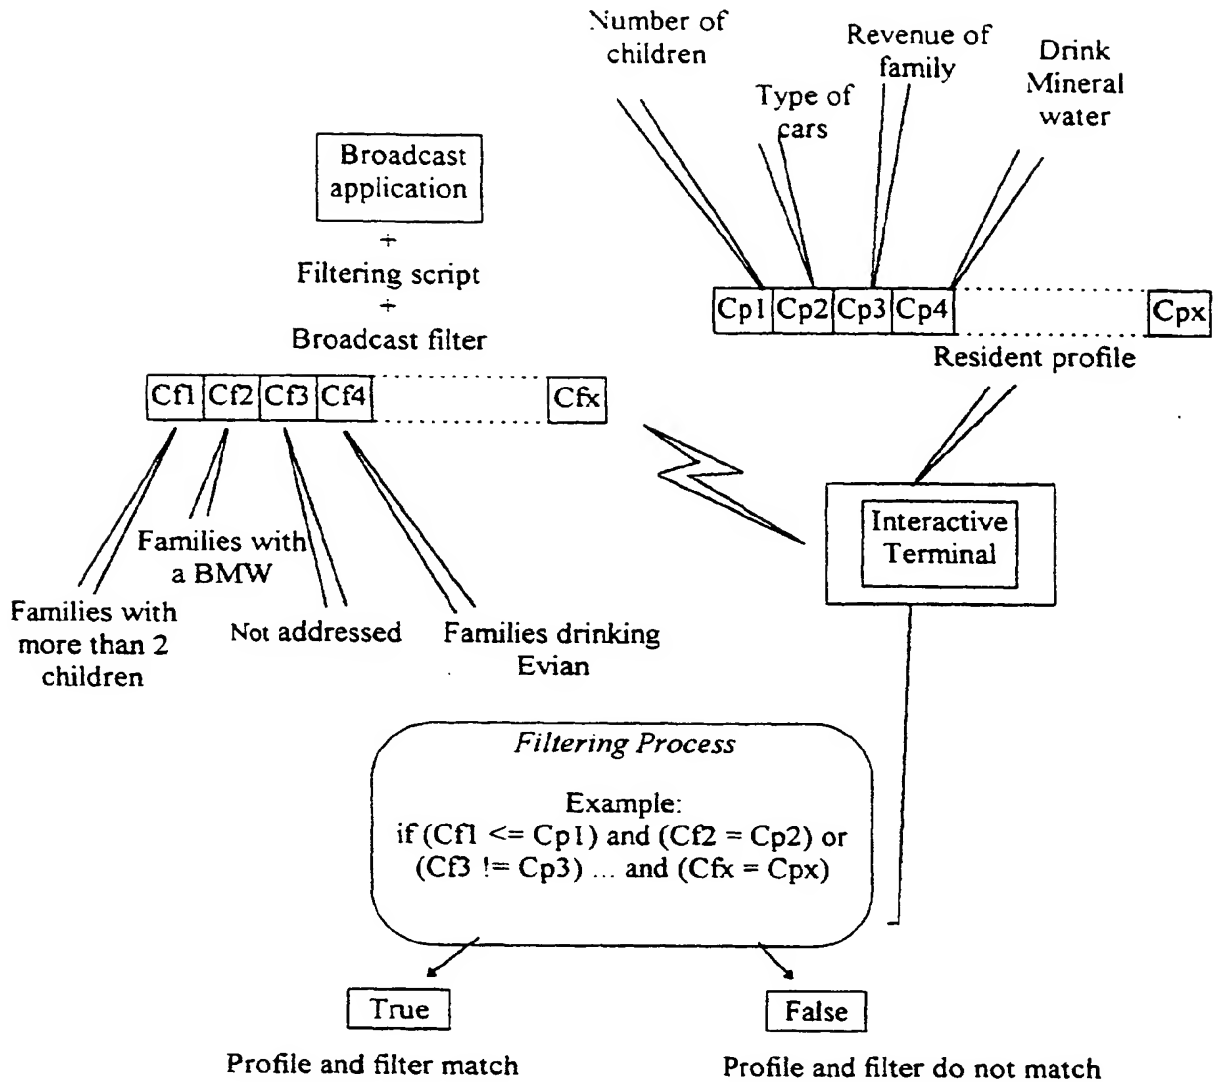 Number of
children
Revenue of
family
Drink
Mineral
water
Type of
cars
Broadcast
application
+
Filtering script
+
Broadcast filter
Cp1 Cp2 Cp3 Cp4 Cpx
Resident profile
Cf1 Cf2 Cf3 Cf4 Cfx
Interactive
Terminal
Families with
a BMW
Families with
more than 2
children
Not addressed
Families drinking
Evian
Filtering Process
Example:
if (Cf1 <= Cp1) and (Cf2 = Cp2) or
(Cf3 != Cp3) ... and (Cfx = Cpx)
True
False
Profile and filter match
Profile and filter do not match